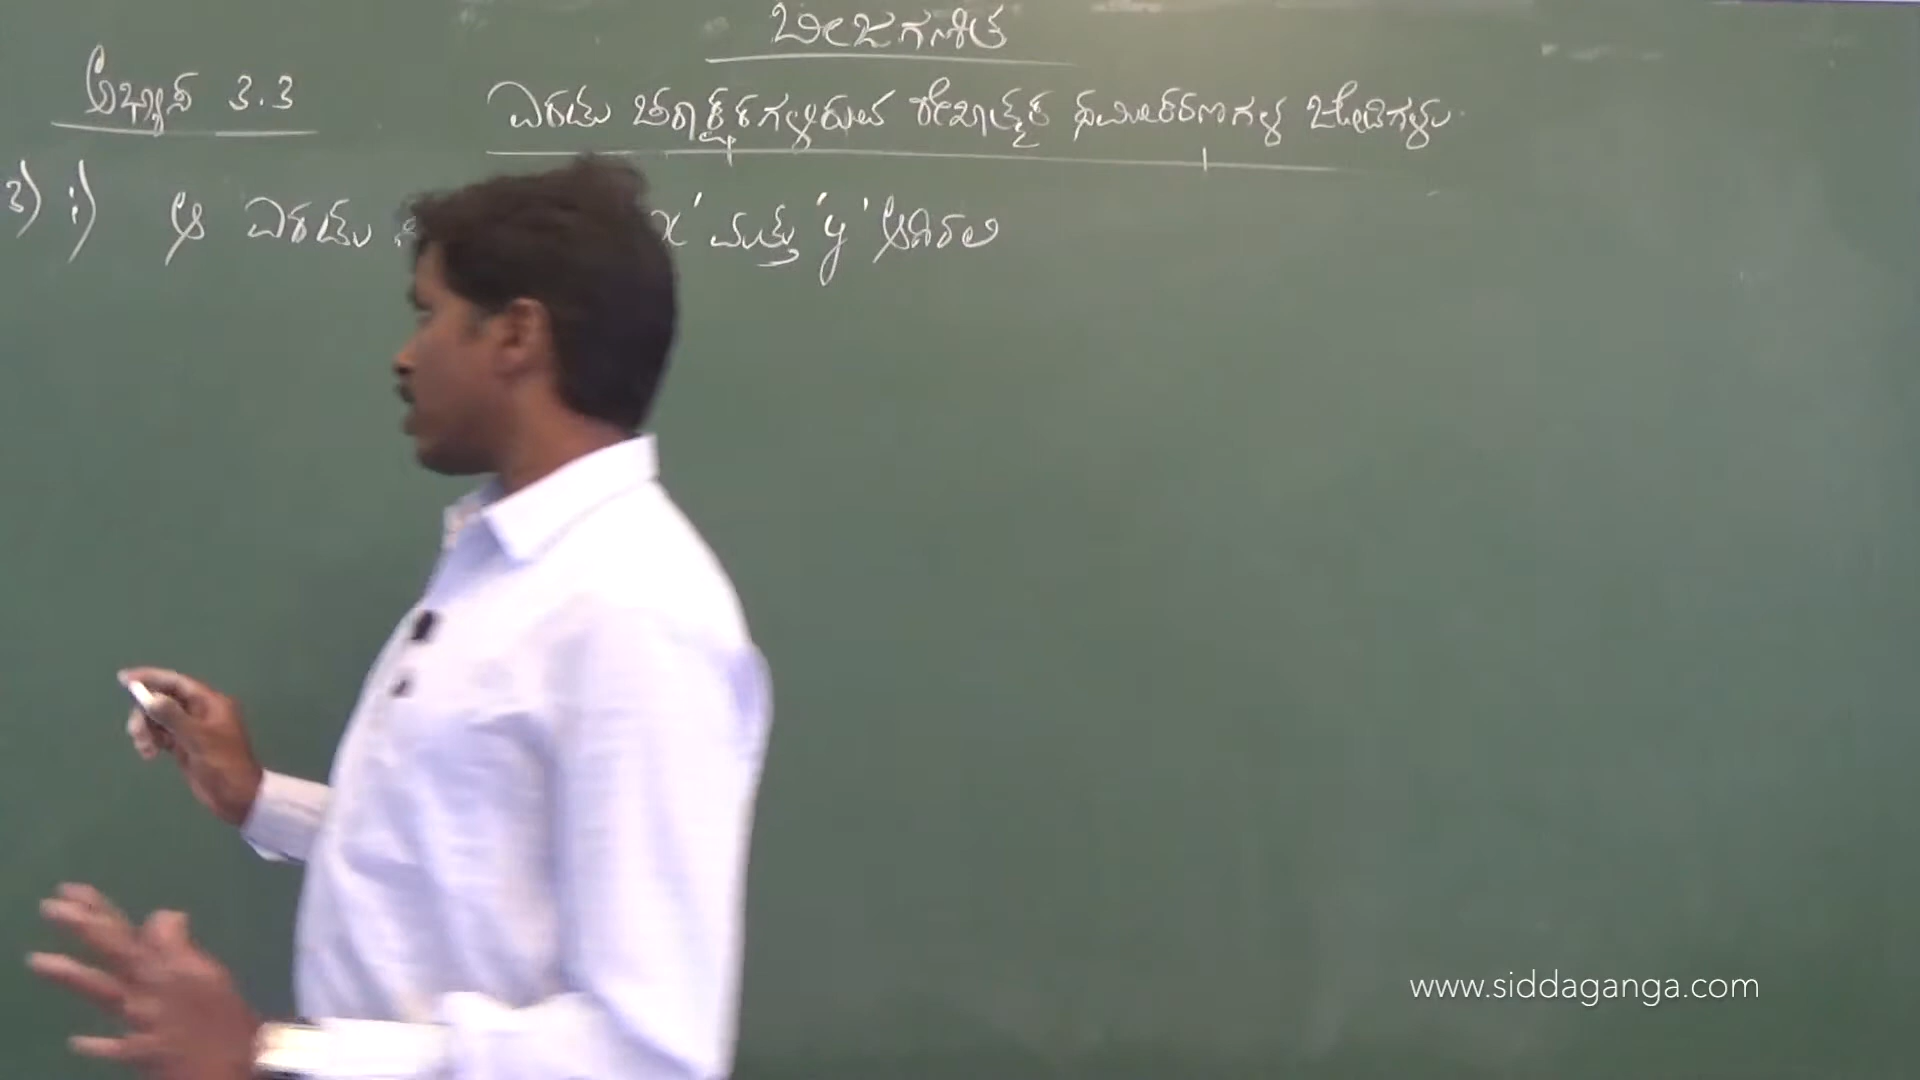 ಬೀಜಗಣಿತ
ಅಭ್ಯಾಸ 3.3
ಎರಡು ಚರಾಕ್ಷರಗಳ್ಳಿರುವ ರೇಖಾತ್ಮಕ ಸಮೀಕರಣಗಳ ಜೋಡಿಗಳು.
3) i) ಆ ಎರಡು x' ಮತ್ತು 'y' ಆಗಿರಲಿ
www.siddaganga.com